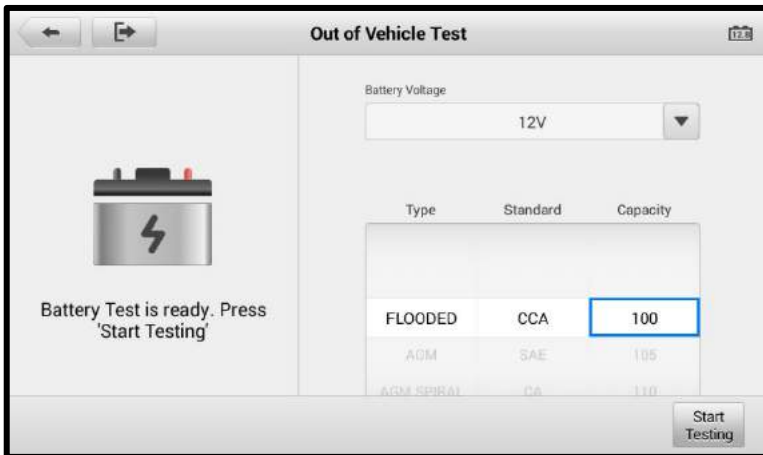 Out of Vehicle Test
12.8
Battery Voltage
12V
Type Standard Capacity
FLOODED CCA 100
AGM SAE 105
AGM SPIRAL CA 110
Battery Test is ready. Press
'Start Testing'
Start
Testing